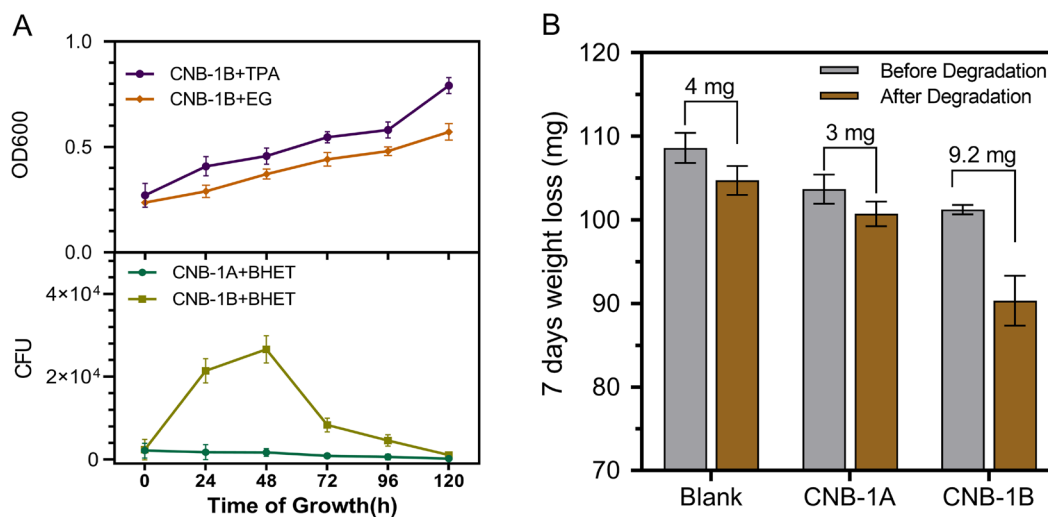 A
1.0
CNB-1B+TPA
CNB-1B+EG
OD600
0.5
0.0
CNB-1A+BHET
CNB-1B+BHET
4×10⁴
CFU
2×10⁴
0
0 24 48 72 96 120
Time of Growth(h)
B
120
Before Degradation
After Degradation
4 mg
3 mg
9.2 mg
110
7 days weight loss (mg)
100
90
80
70
Blank CNB-1A CNB-1B